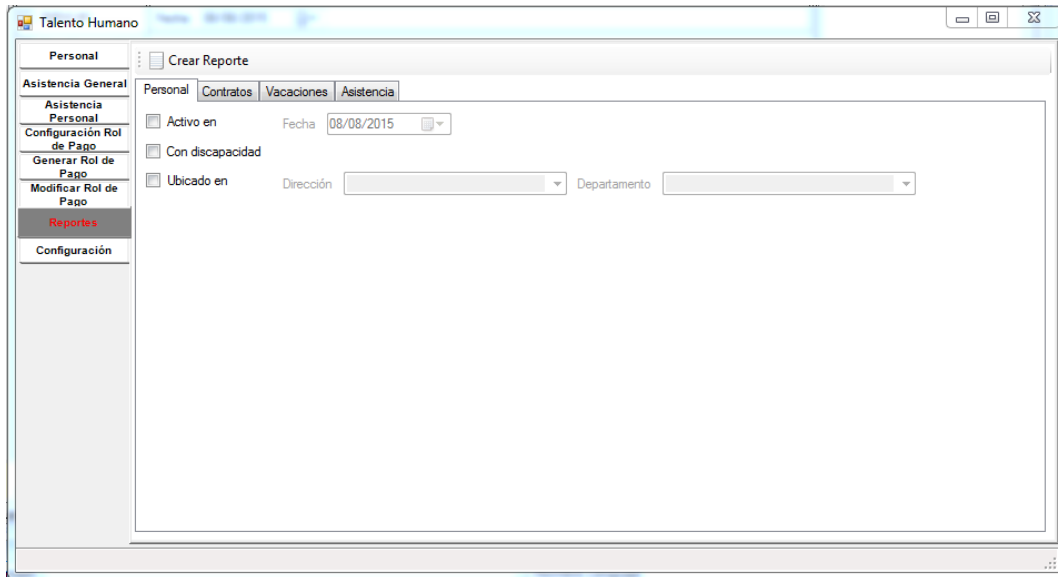 Talento Humano
Personal
Asistencia General
Asistencia
Personal
Configuración Rol
de Pago
Generar Rol de
Pago
Modificar Rol de
Pago
Reportes
Configuración
Crear Reporte
Personal Contratos Vacaciones Asistencia
Activo en Fecha 08/08/2015
Con discapacidad
Ubicado en Dirección Departamento